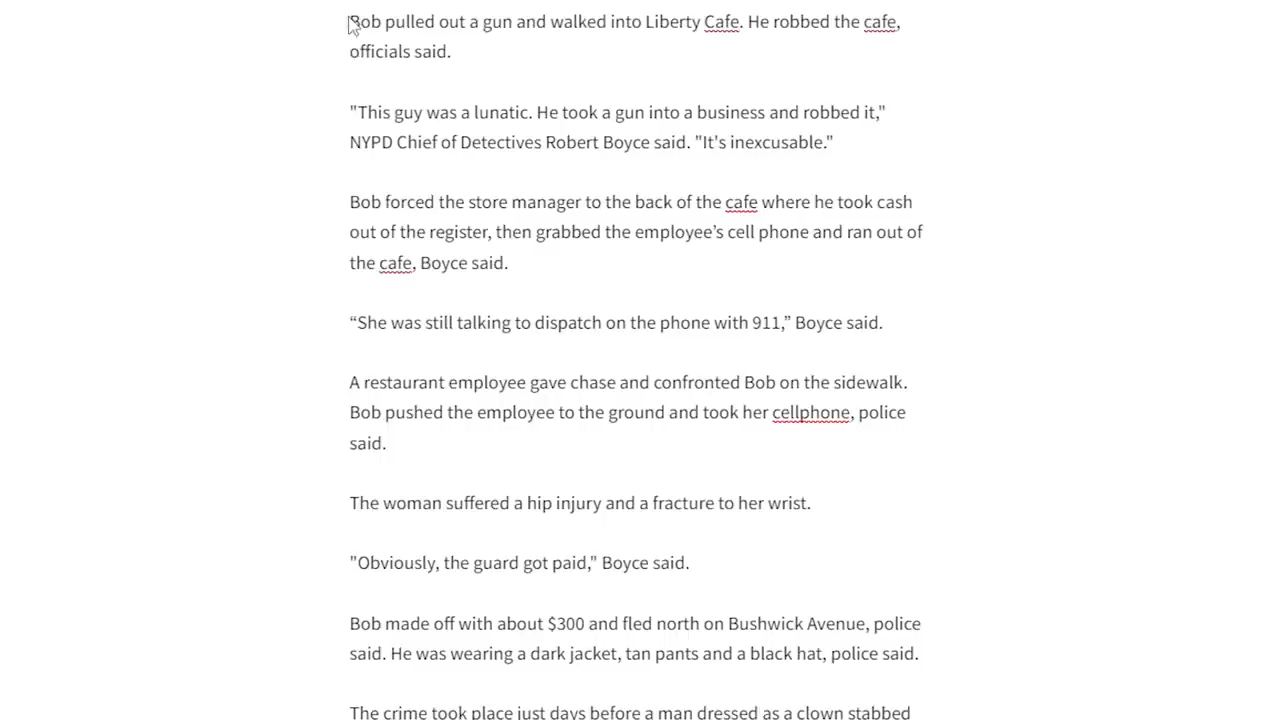 Bob pulled out a gun and walked into Liberty Cafe. He robbed the cafe,
officials said.
"This guy was a lunatic. He took a gun into a business and robbed it,"
NYPD Chief of Detectives Robert Boyce said. "It's inexcusable."
Bob forced the store manager to the back of the cafe where he took cash
out of the register, then grabbed the employee’s cell phone and ran out of
the cafe, Boyce said.
“She was still talking to dispatch on the phone with 911,” Boyce said.
A restaurant employee gave chase and confronted Bob on the sidewalk.
Bob pushed the employee to the ground and took her cellphone, police
said.
The woman suffered a hip injury and a fracture to her wrist.
"Obviously, the guard got paid," Boyce said.
Bob made off with about $300 and fled north on Bushwick Avenue, police
said. He was wearing a dark jacket, tan pants and a black hat, police said.
The crime took place just days before a man dressed as a clown stabbed